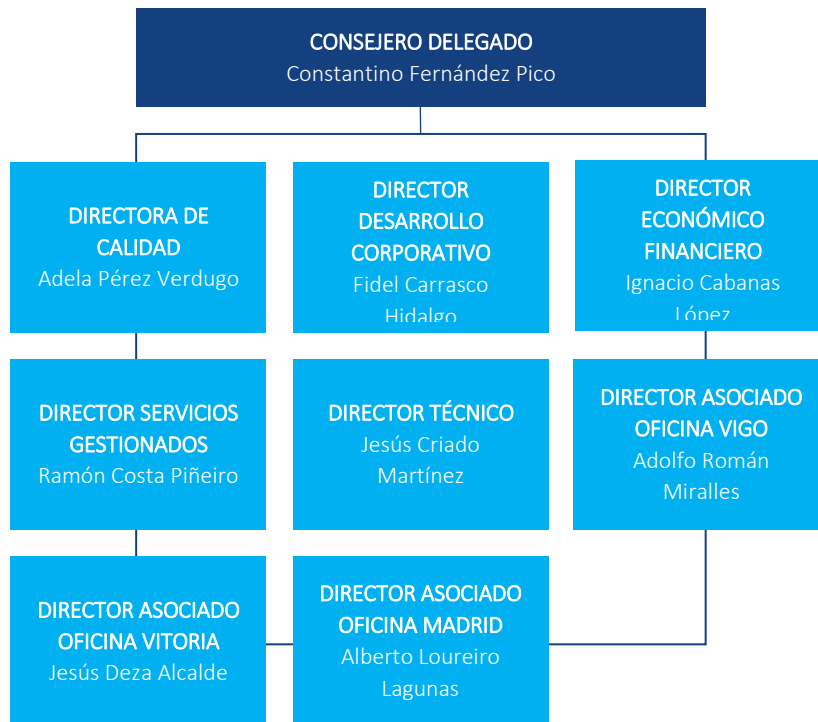 CONSEJERO DELEGADO
Constantino Fernández Pico
DIRECTORA DE
CALIDAD
Adela Pérez Verdugo
DIRECTOR
DESARROLLO
CORPORATIVO
Fidel Carrasco
Hidalgo
DIRECTOR
ECONÓMICO
FINANCIERO
Ignacio Cabanas
López
DIRECTOR SERVICIOS
GESTIONADOS
Ramón Costa Piñeiro
DIRECTOR TÉCNICO
Jesús Criado
Martínez
DIRECTOR ASOCIADO
OFICINA VIGO
Adolfo Román
Miralles
DIRECTOR ASOCIADO
OFICINA VITORIA
Jesús Deza Alcalde
DIRECTOR ASOCIADO
OFICINA MADRID
Alberto Loureiro
Lagunas